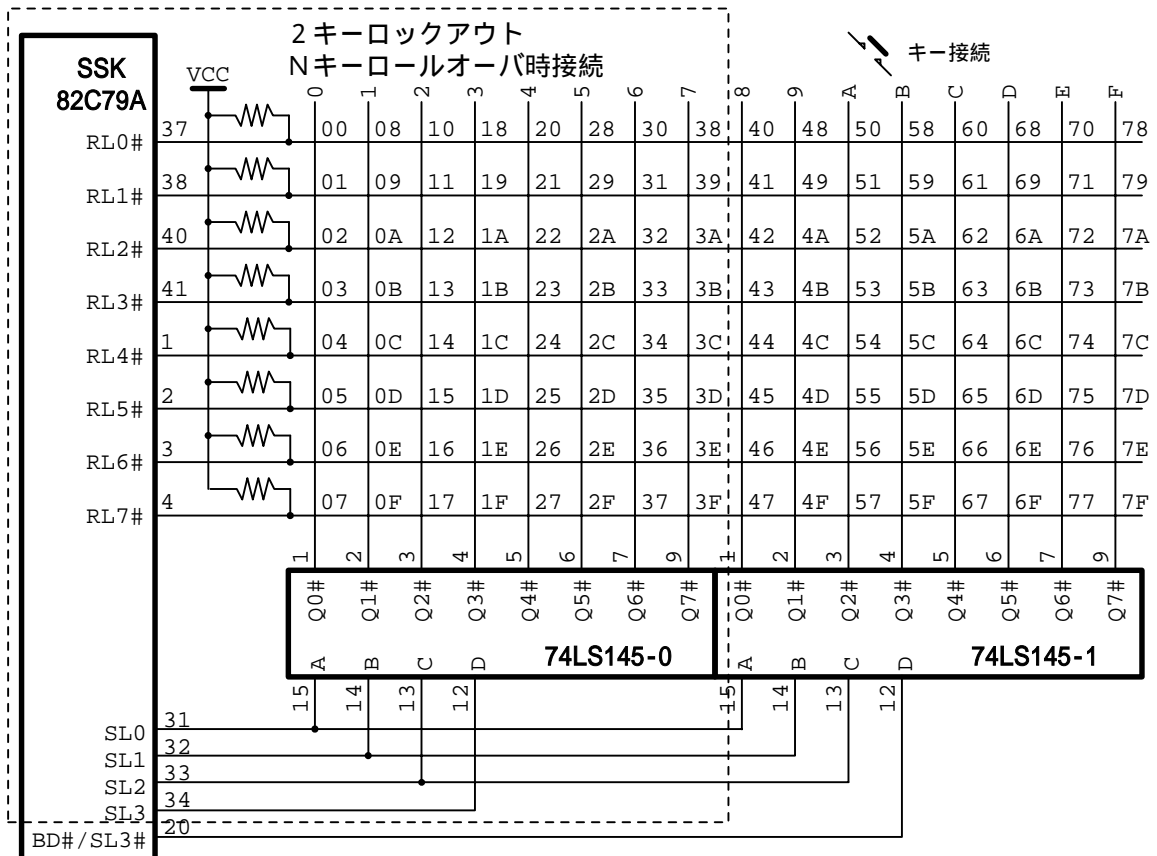 2キーロックアウト
Nキーロールオーバ時接続
キー接続
SSK
82C79A
VCC
0 1 2 3 4 5 6 7 8 9 A B C D E F
RL0# 37 00 08 10 18 20 28 30 38 40 48 50 58 60 68 70 78
RL1# 38 01 09 11 19 21 29 31 39 41 49 51 59 61 69 71 79
RL2# 40 02 0A 12 1A 22 2A 32 3A 42 4A 52 5A 62 6A 72 7A
RL3# 41 03 0B 13 1B 23 2B 33 3B 43 4B 53 5B 63 6B 73 7B
RL4# 1 04 0C 14 1C 24 2C 34 3C 44 4C 54 5C 64 6C 74 7C
RL5# 2 05 0D 15 1D 25 2D 35 3D 45 4D 55 5D 65 6D 75 7D
RL6# 3 06 0E 16 1E 26 2E 36 3E 46 4E 56 5E 66 6E 76 7E
RL7# 4 07 0F 17 1F 27 2F 37 3F 47 4F 57 5F 67 6F 77 7F
1 2 3 4 5 6 7 9 1 2 3 4 5 6 7 9
Q0# Q1# Q2# Q3# Q4# Q5# Q6# Q7# Q0# Q1# Q2# Q3# Q4# Q5# Q6# Q7#
A B C D 74LS145-0 A B C D 74LS145-1
15 14 13 12 15 14 13 12
SL0 31
SL1 32
SL2 33
SL3 34
BD#/SL3# 20